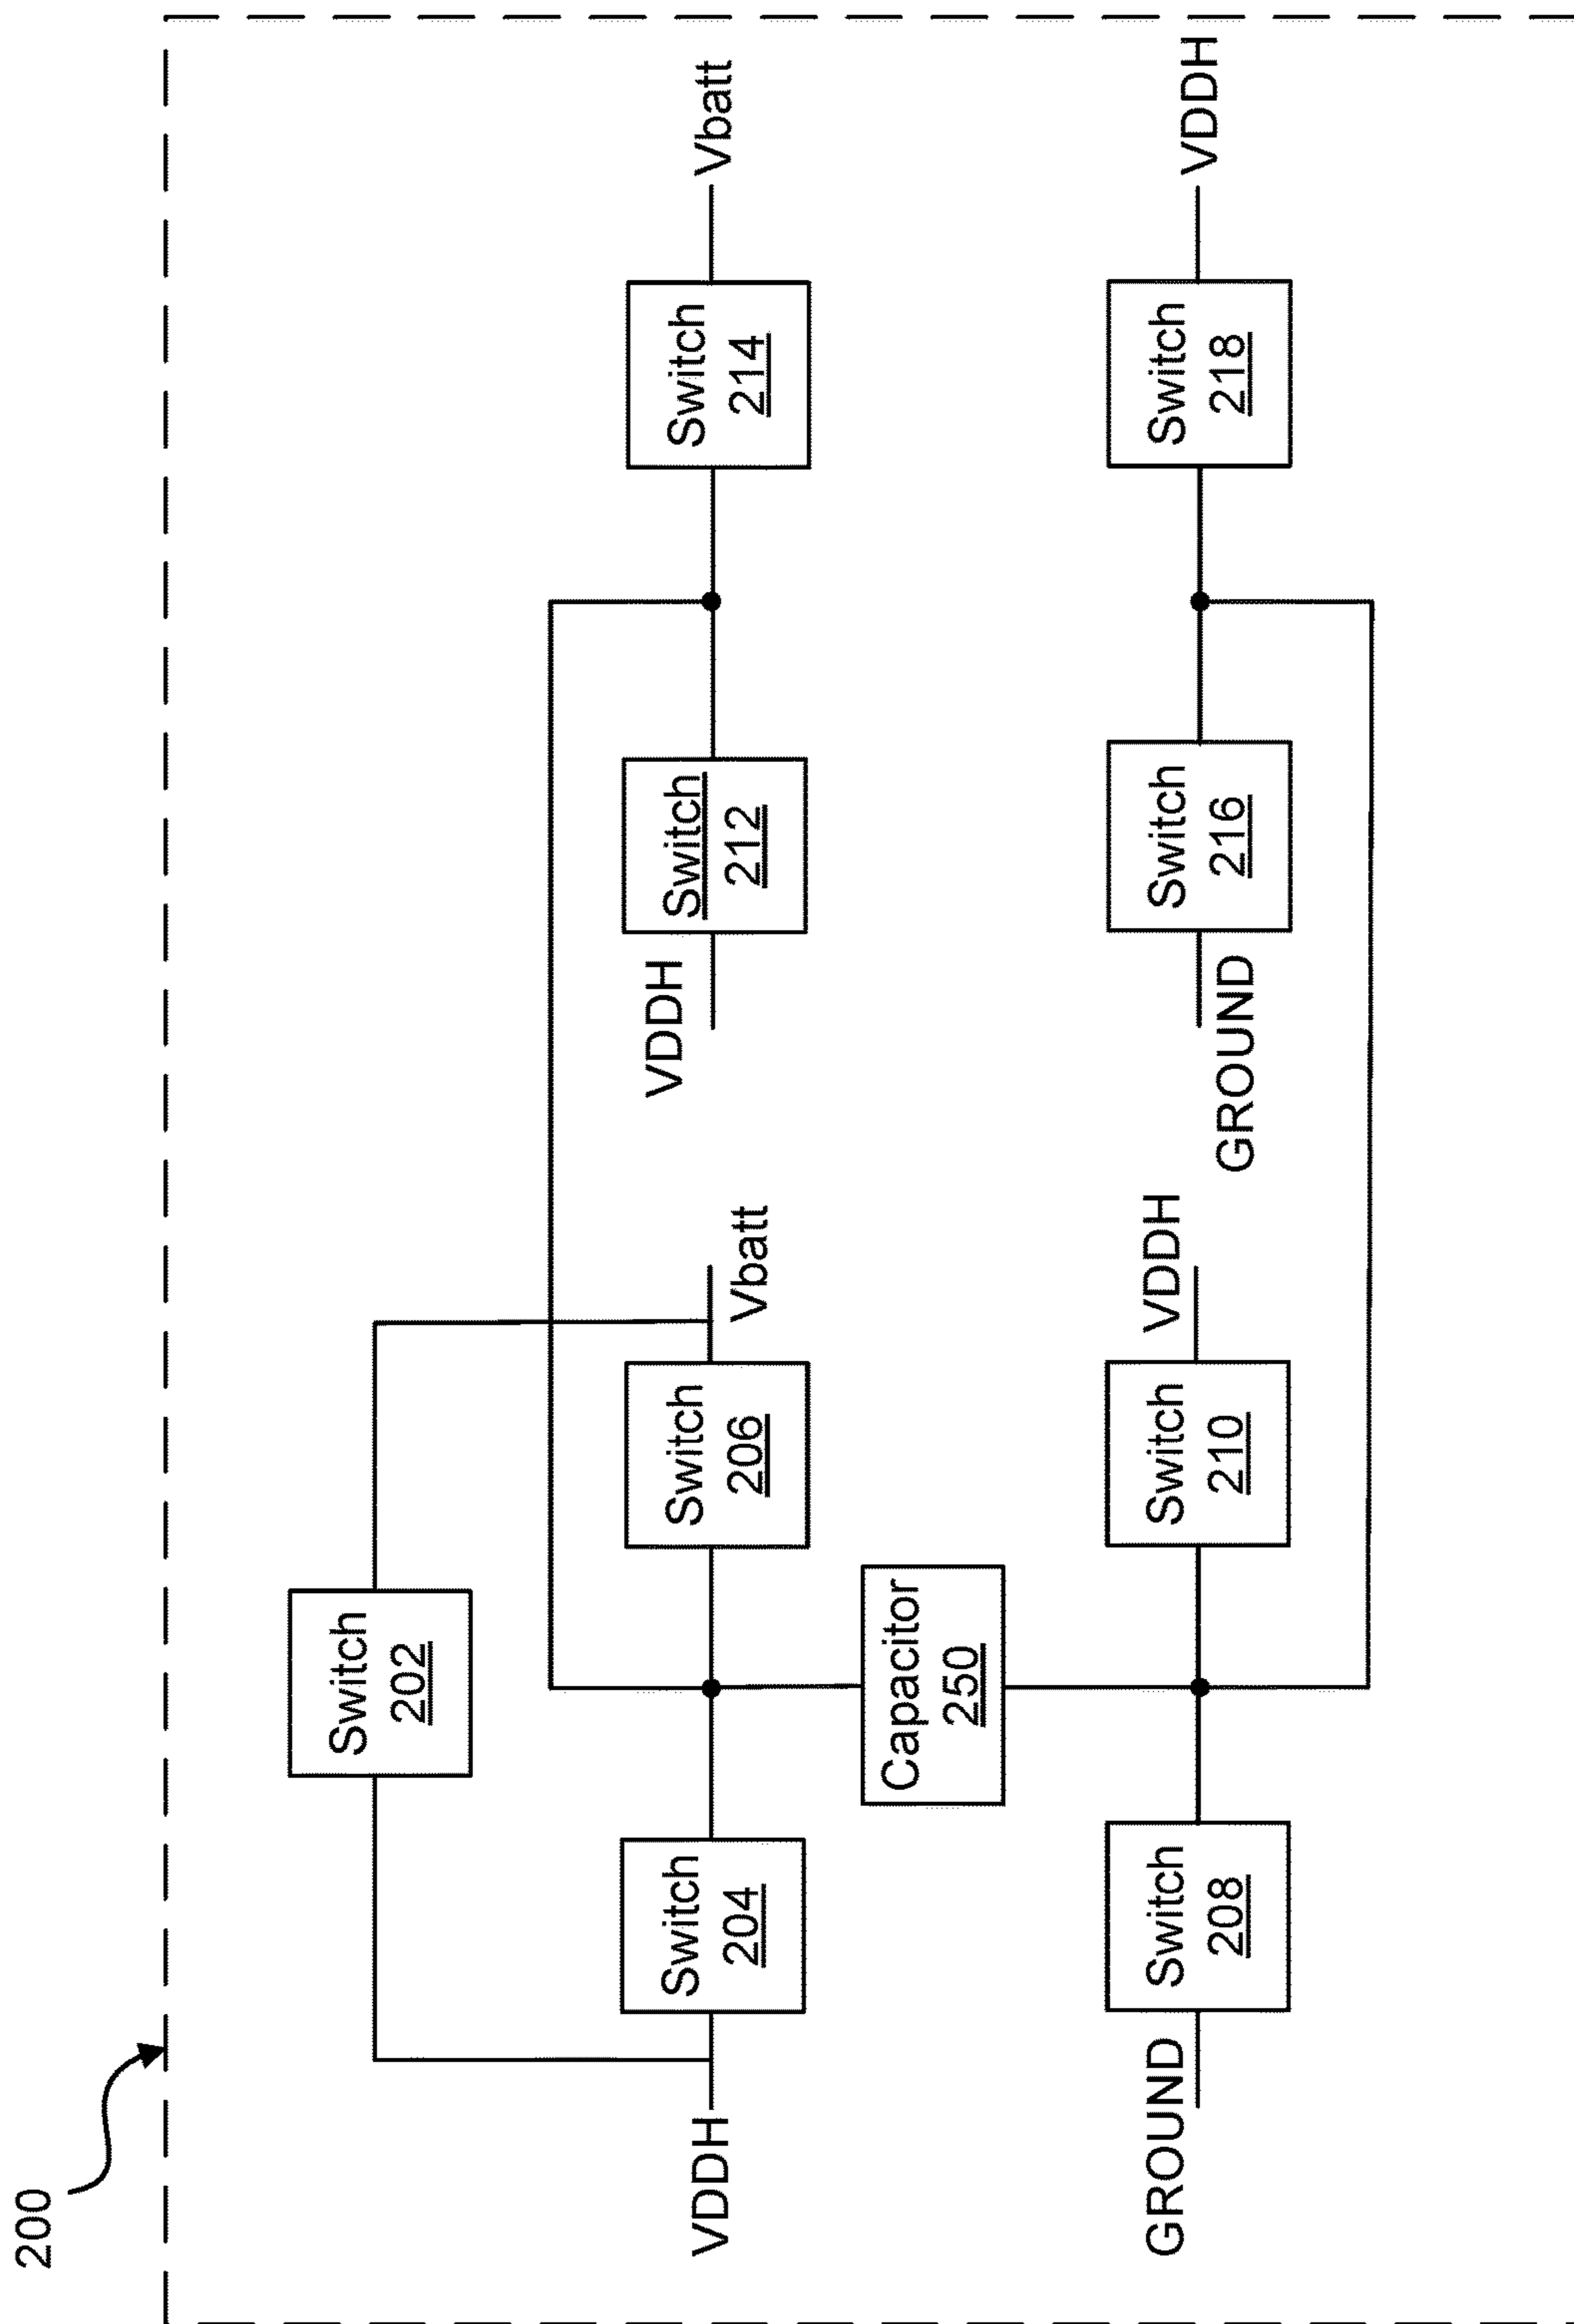 200
Switch
202
VDDH
Switch
204
Switch
206
Vbatt
VDDH
Switch
212
Switch
214
Vbatt
Capacitor
250
GROUND
Switch
208
Switch
210
VDDH
GROUND
Switch
216
Switch
218
VDDH